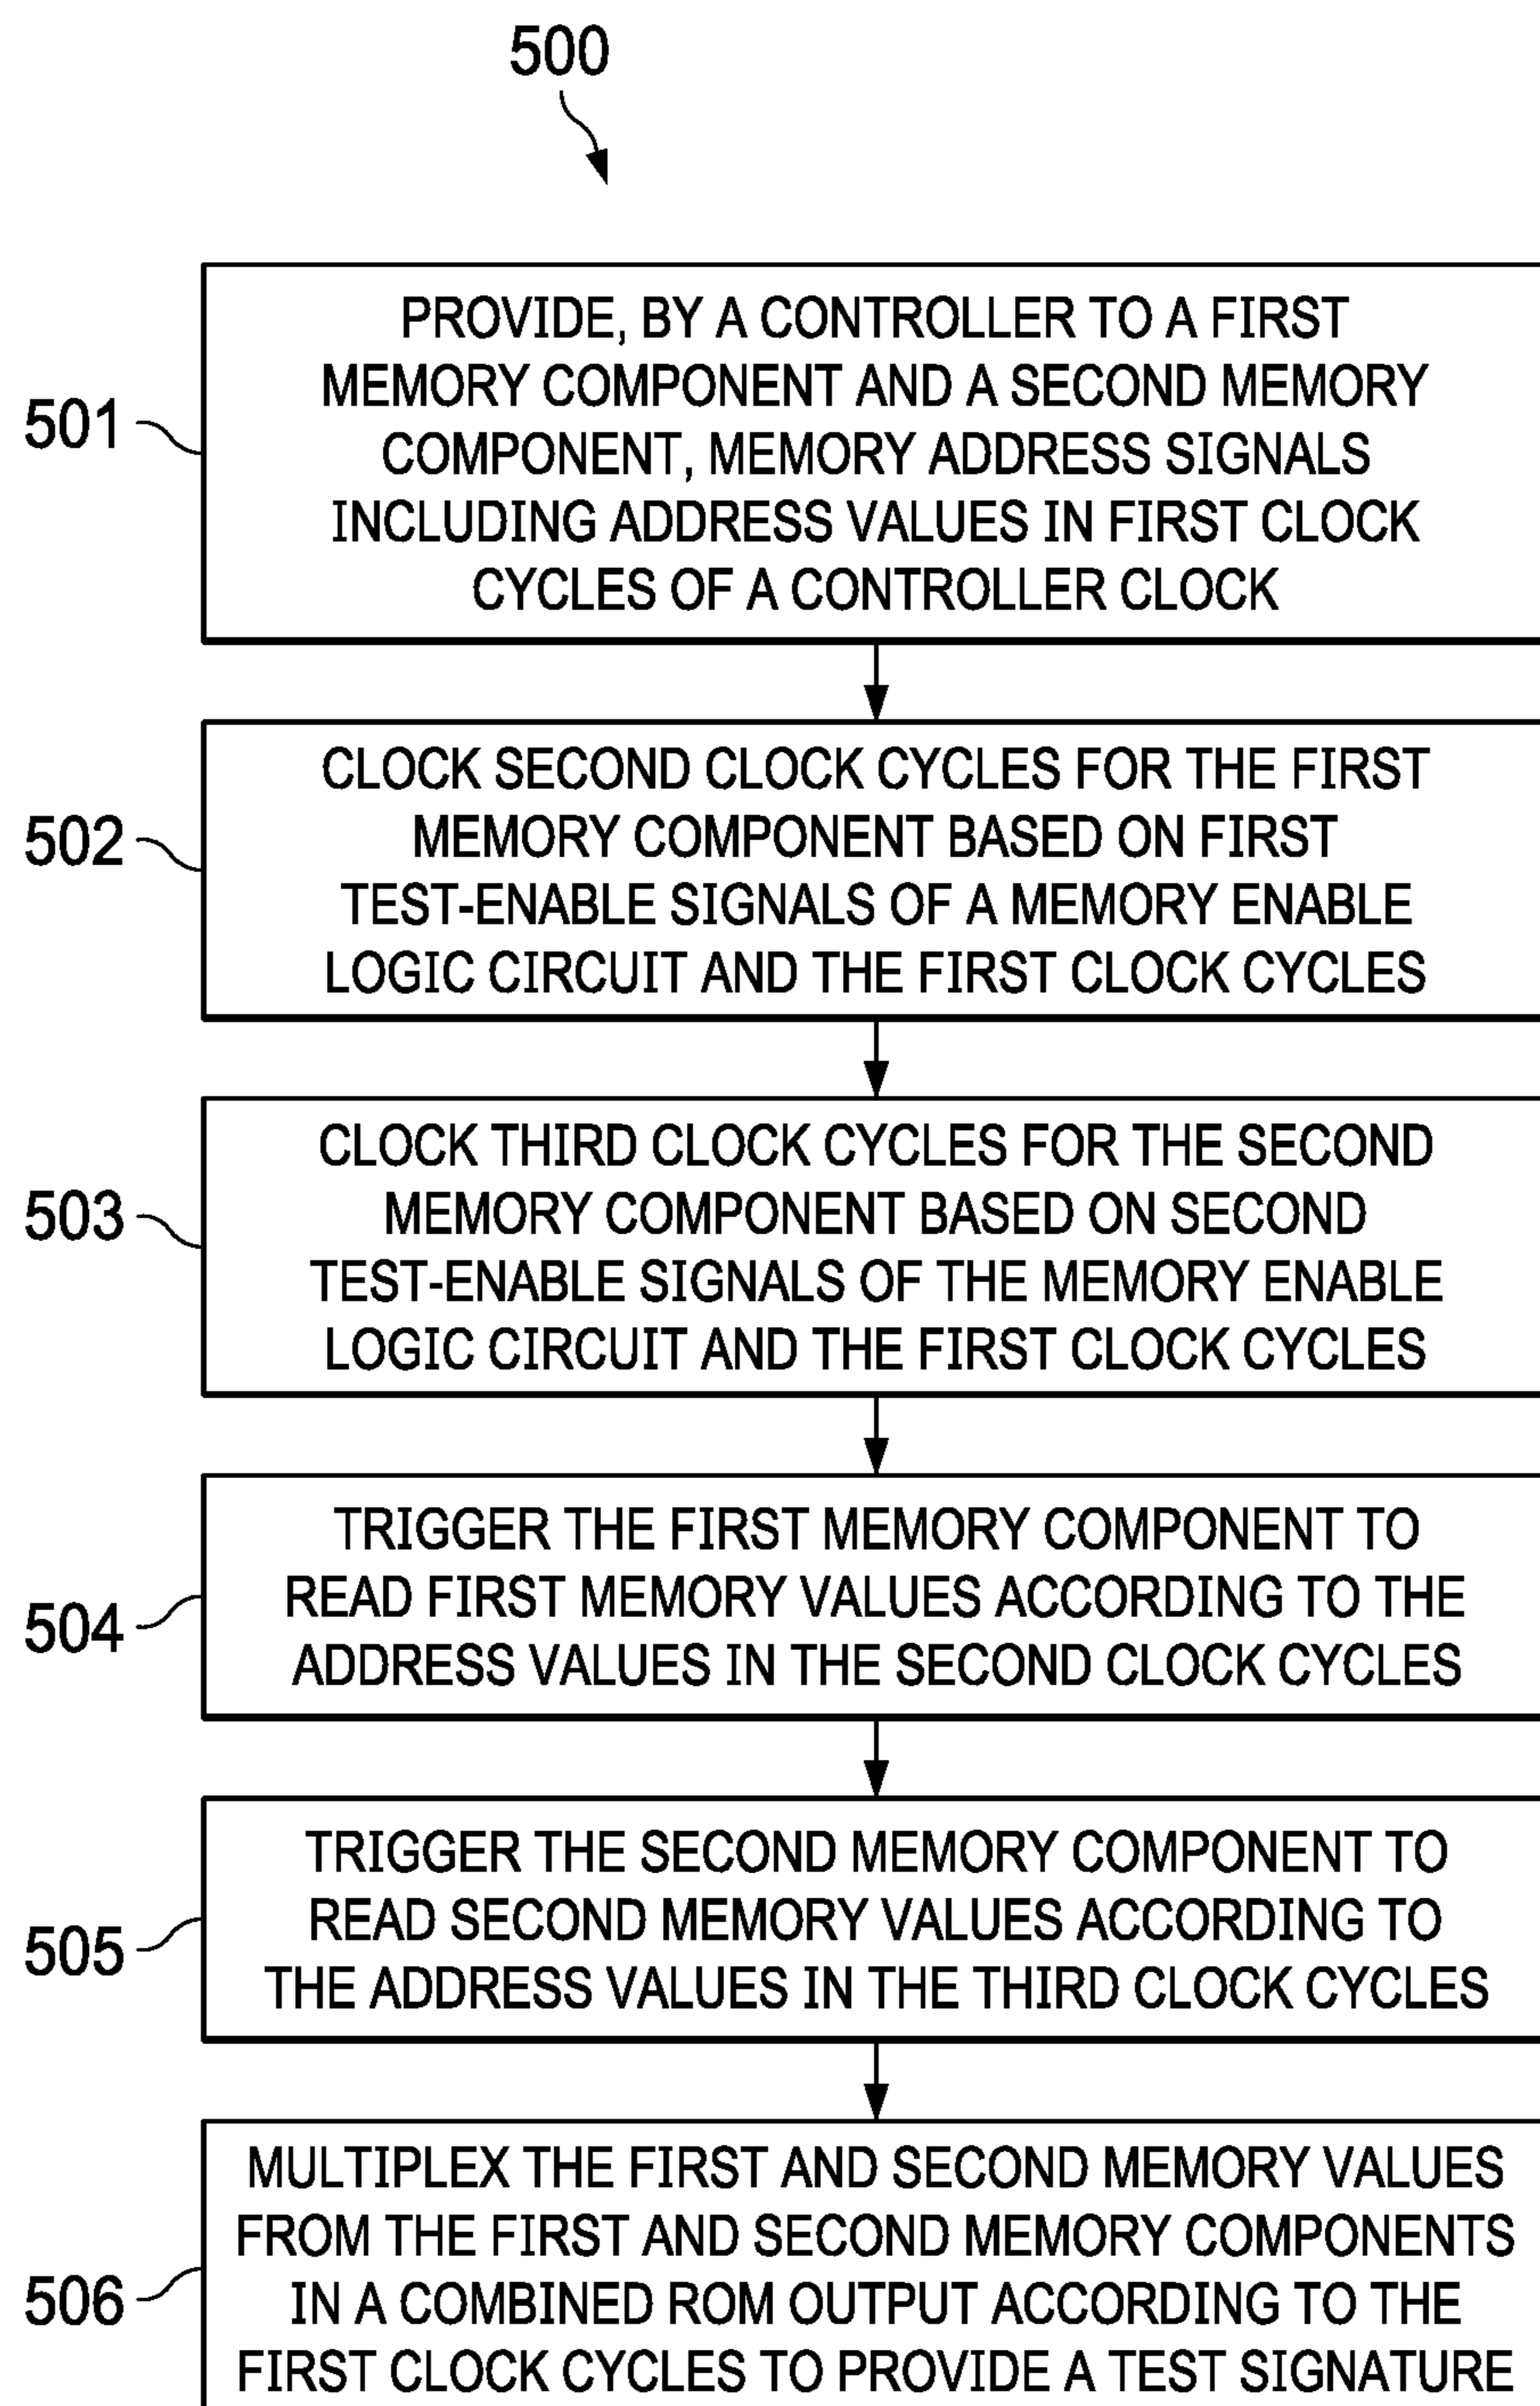 500
501
PROVIDE, BY A CONTROLLER TO A FIRST
MEMORY COMPONENT AND A SECOND MEMORY
COMPONENT, MEMORY ADDRESS SIGNALS
INCLUDING ADDRESS VALUES IN FIRST CLOCK
CYCLES OF A CONTROLLER CLOCK
502
CLOCK SECOND CLOCK CYCLES FOR THE FIRST
MEMORY COMPONENT BASED ON FIRST
TEST-ENABLE SIGNALS OF A MEMORY ENABLE
LOGIC CIRCUIT AND THE FIRST CLOCK CYCLES
503
CLOCK THIRD CLOCK CYCLES FOR THE SECOND
MEMORY COMPONENT BASED ON SECOND
TEST-ENABLE SIGNALS OF THE MEMORY ENABLE
LOGIC CIRCUIT AND THE FIRST CLOCK CYCLES
504
TRIGGER THE FIRST MEMORY COMPONENT TO
READ FIRST MEMORY VALUES ACCORDING TO THE
ADDRESS VALUES IN THE SECOND CLOCK CYCLES
505
TRIGGER THE SECOND MEMORY COMPONENT TO
READ SECOND MEMORY VALUES ACCORDING TO
THE ADDRESS VALUES IN THE THIRD CLOCK CYCLES
506
MULTIPLEX THE FIRST AND SECOND MEMORY VALUES
FROM THE FIRST AND SECOND MEMORY COMPONENTS
IN A COMBINED ROM OUTPUT ACCORDING TO THE
FIRST CLOCK CYCLES TO PROVIDE A TEST SIGNATURE